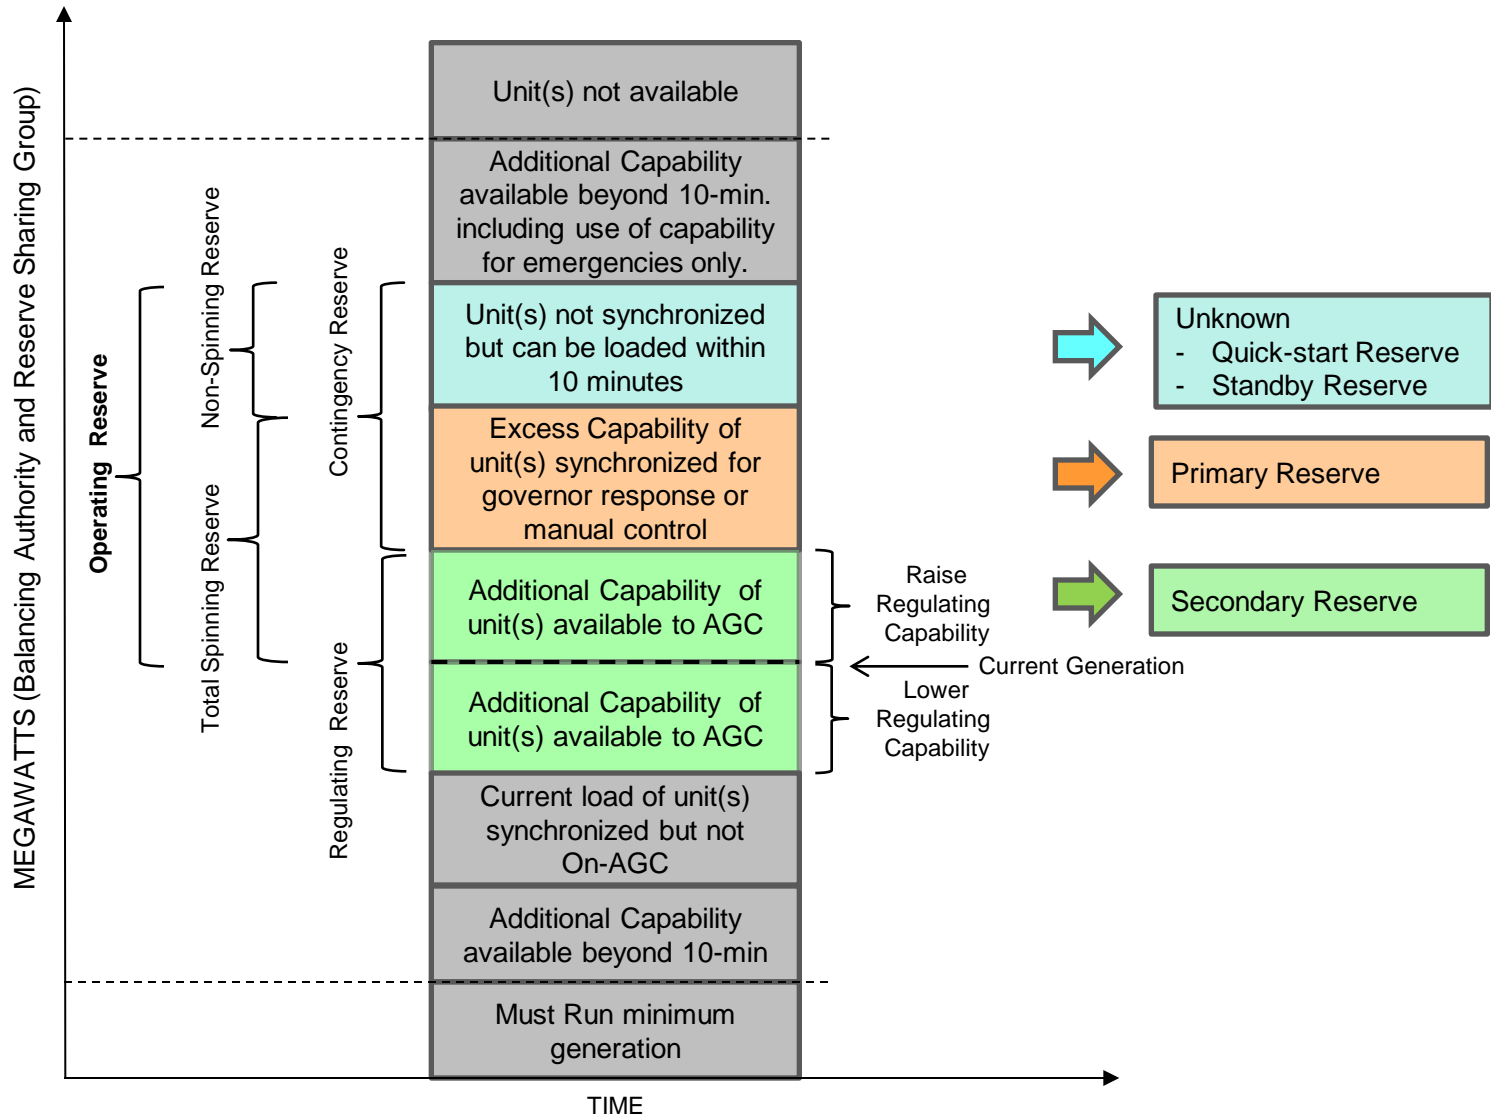 MEGAWATTS (Balancing Authority and Reserve Sharing Group)
Operating Reserve
Non-Spinning Reserve
Total Spinning Reserve
Contingency Reserve
Regulating Reserve
Unit(s) not available
Additional Capability
available beyond 10-min.
including use of capability
for emergencies only.
Unit(s) not synchronized
but can be loaded within
10 minutes
Excess Capability of
unit(s) synchronized for
governor response or
manual control
Additional Capability of
unit(s) available to AGC
Additional Capability of
unit(s) available to AGC
Current load of unit(s)
synchronized but not
On-AGC
Additional Capability
available beyond 10-min
Must Run minimum
generation
Raise
Regulating
Capability
Current Generation
Lower
Regulating
Capability
Unknown
- Quick-start Reserve
- Standby Reserve
Primary Reserve
Secondary Reserve
TIME